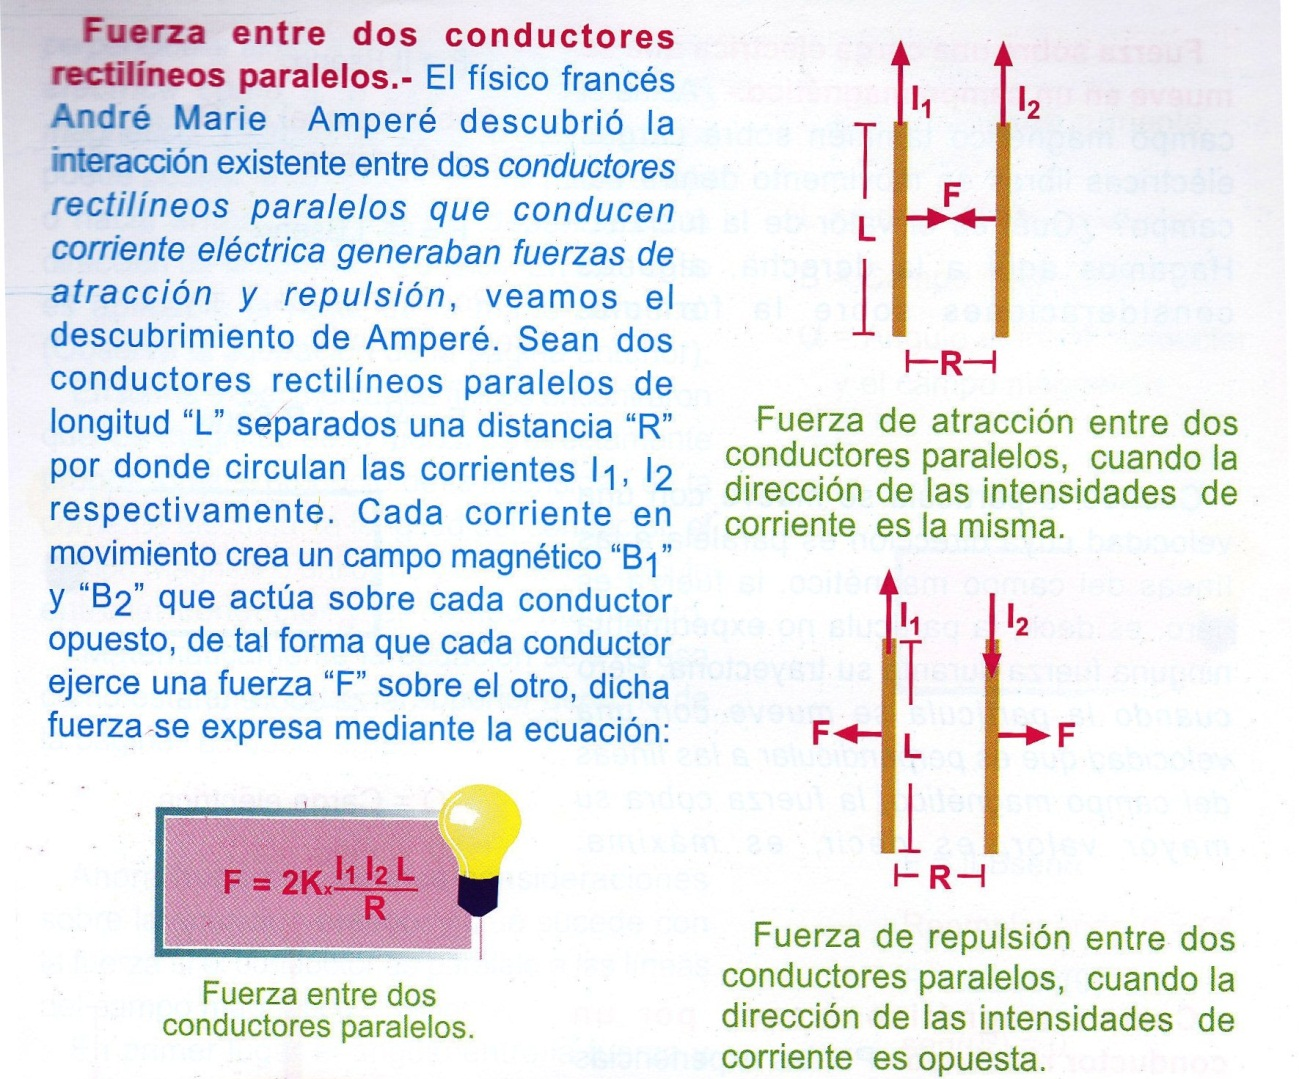 Fuerza entre dos conductores
rectilíneos paralelos.- El físico francés
André Marie Amperé descubrió la
interacción existente entre dos conductores
rectilíneos paralelos que conducen
corriente eléctrica generaban fuerzas de
atracción y repulsión, veamos el
descubrimiento de Amperé. Sean dos
conductores rectilíneos paralelos de
longitud “L” separados una distancia “R”
por donde circulan las corrientes I1, I2
respectivamente. Cada corriente en
movimiento crea un campo magnético “B1”
y “B2” que actúa sobre cada conductor
opuesto, de tal forma que cada conductor
ejerce una fuerza “F” sobre el otro, dicha
fuerza se expresa mediante la ecuación:
F = 2Kx I1 I2 L
R
Fuerza entre dos
conductores paralelos.
I1 I2
F
L
R
Fuerza de atracción entre dos
conductores paralelos, cuando la
dirección de las intensidades de
corriente es la misma.
I1 I2
F F
L
R
Fuerza de repulsión entre dos
conductores paralelos, cuando la
dirección de las intensidades de
corriente es opuesta.